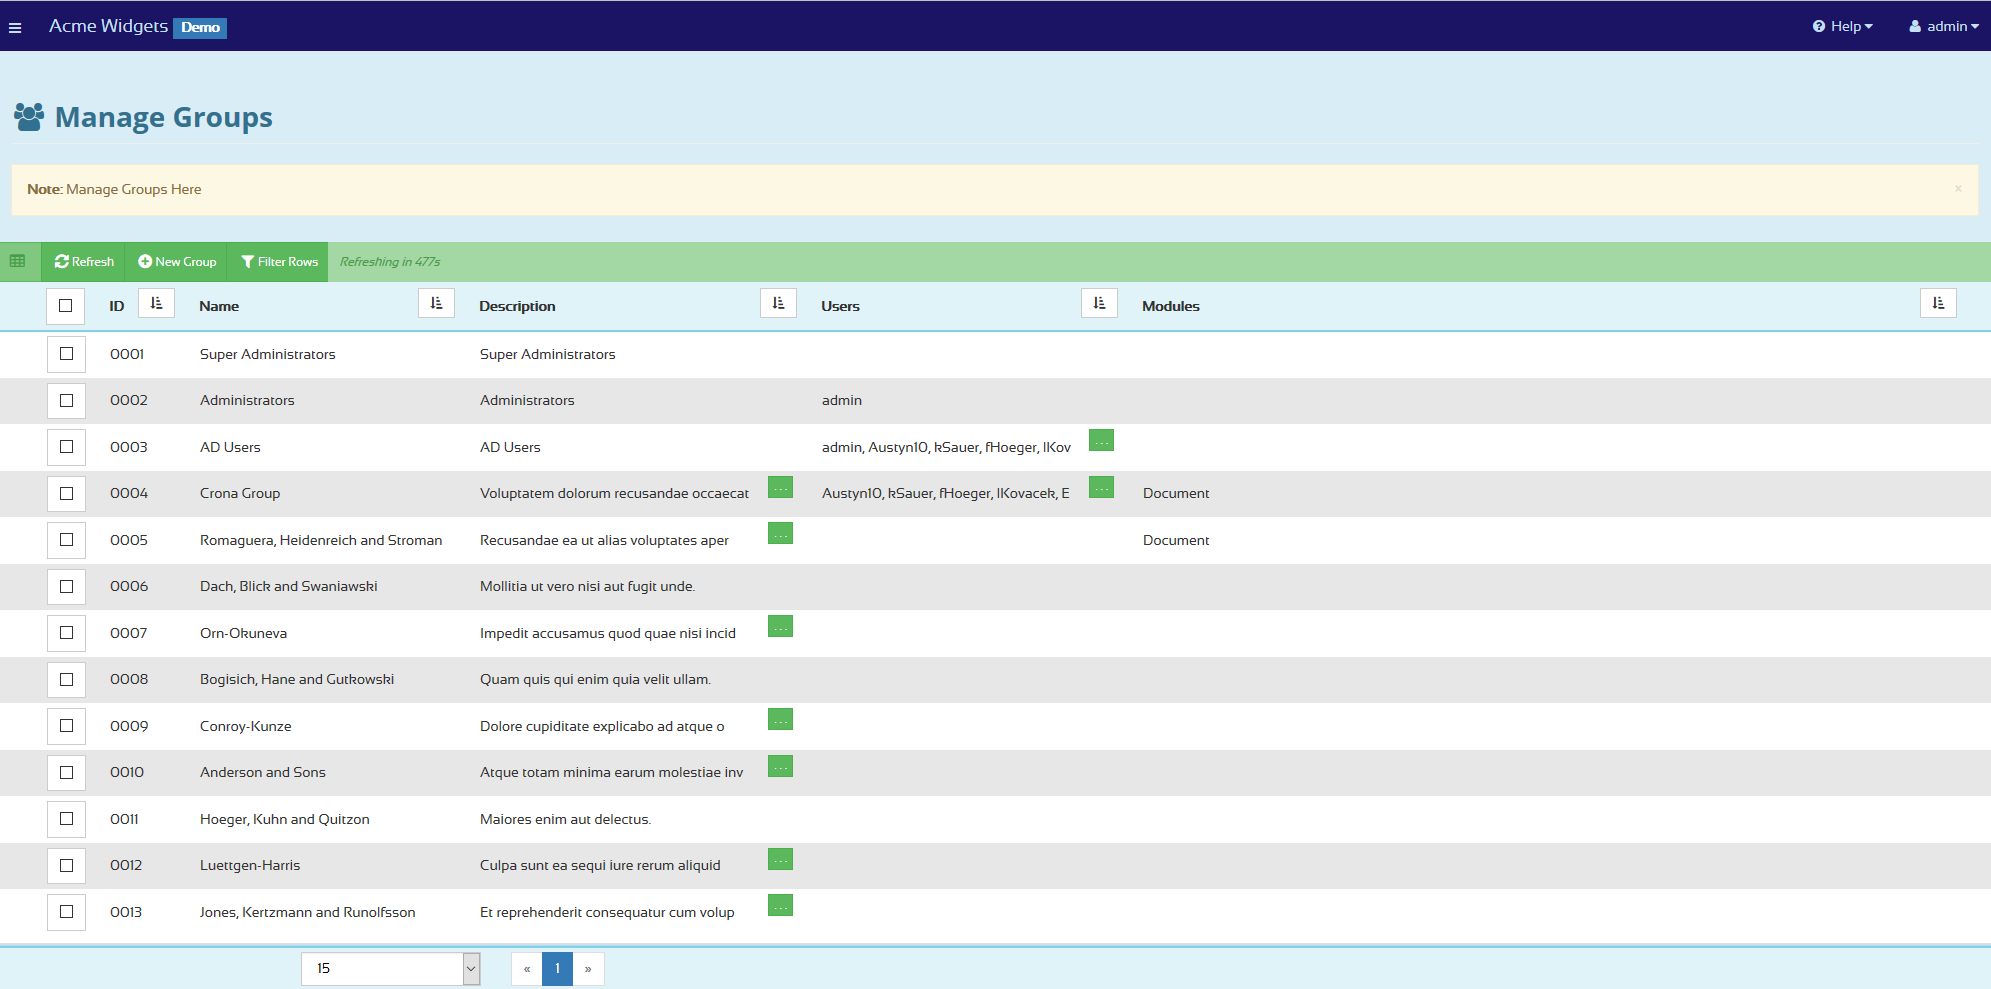 Acme Widgets Demo Help admin
Manage Groups
Note: Manage Groups Here ×
Refresh New Group Filter Rows Refreshing in 477s
ID Name Description Users Modules
0001 Super Administrators Super Administrators
0002 Administrators Administrators admin
0003 AD Users AD Users admin, Austyn10, kSauer, fHoeger, lKov ...
0004 Crona Group Voluptatem dolorum recusandae occaecat ... Austyn10, kSauer, fHoeger, lKovacek, E ... Document
0005 Romaguera, Heidenreich and Stroman Recusandae ea ut alias voluptates aper ... Document
0006 Dach, Blick and Swaniawski Mollitia ut vero nisi aut fugit unde.
0007 Orn-Okuneva Impedit accusamus quod quae nisi incid ...
0008 Bogisich, Hane and Gutkowski Quam quis qui enim quia velit ullam.
0009 Conroy-Kunze Dolore cupiditate explicabo ad atque o ...
0010 Anderson and Sons Atque totam minima earum molestiae inv ...
0011 Hoeger, Kuhn and Quitzon Maiores enim aut delectus.
0012 Luettgen-Harris Culpa sunt ea sequi iure rerum aliquid ...
0013 Jones, Kertzmann and Runolfsson Et reprehenderit consequatur cum volup ...
15 « 1 »